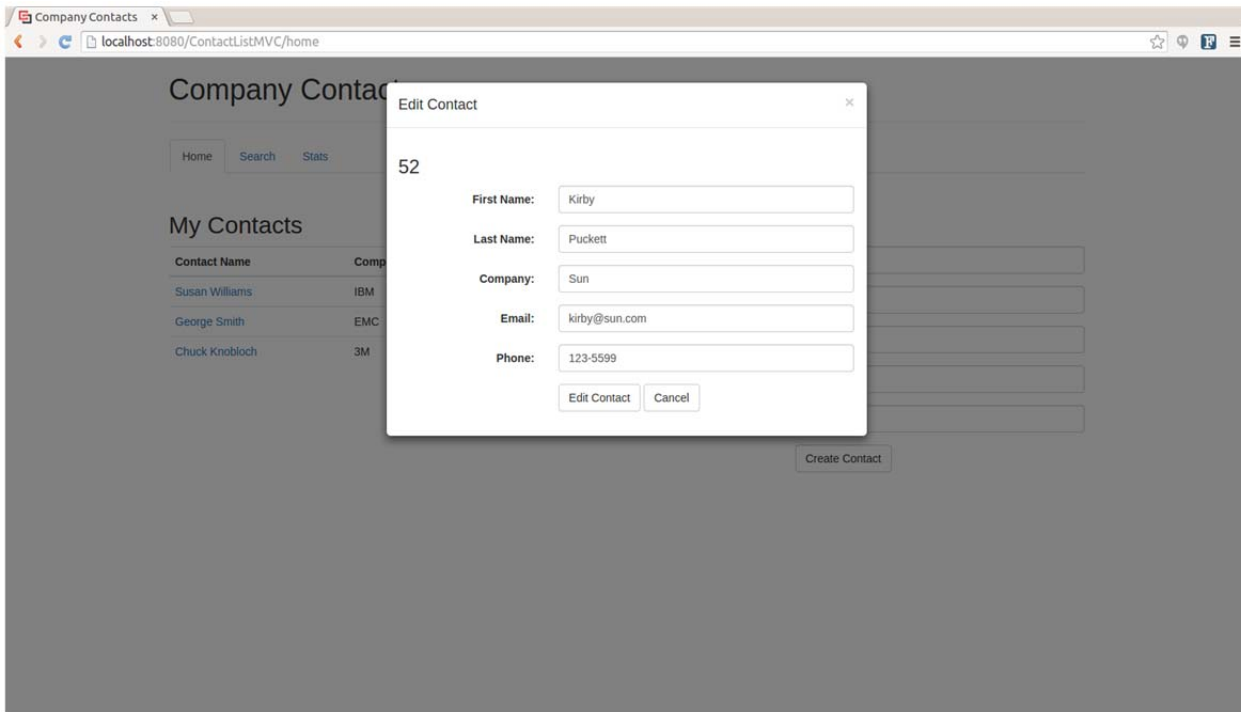 Company Contacts
localhost:8080/ContactListMVC/home
Company Contac
Home Search Stats
My Contacts
Contact Name Comp
Susan Williams IBM
George Smith EMC
Chuck Knobloch 3M
Edit Contact ×
52
First Name: Kirby
Last Name: Puckett
Company: Sun
Email: kirby@sun.com
Phone: 123-5599
Edit Contact Cancel
Create Contact